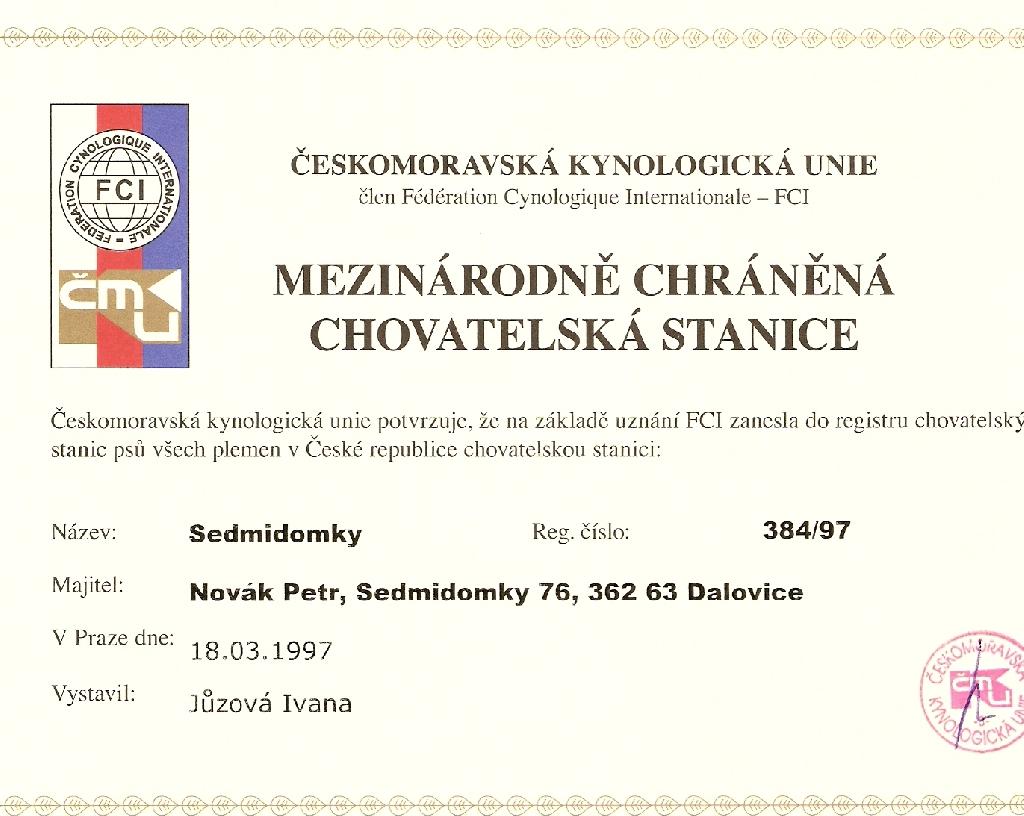 FEDERATION CYNOLOGIQUE INTERNATIONALE
FCI
čmku
ČESKOMORAVSKÁ KYNOLOGICKÁ UNIE
člen Fédération Cynologique Internationale – FCI
MEZINÁRODNĚ CHRÁNĚNÁ
CHOVATELSKÁ STANICE
Českomoravská kynologická unie potvrzuje, že na základě uznání FCI zanesla do registru chovatelský
stanic psů všech plemen v České republice chovatelskou stanici:
Název: Sedmidomky Reg. číslo: 384/97
Majitel: Novák Petr, Sedmidomky 76, 362 63 Dalovice
V Praze dne: 18.03.1997
Vystavil: Jůzová Ivana
ČESKOMORAVSKÁ
KYNOLOGICKÁ UNIE